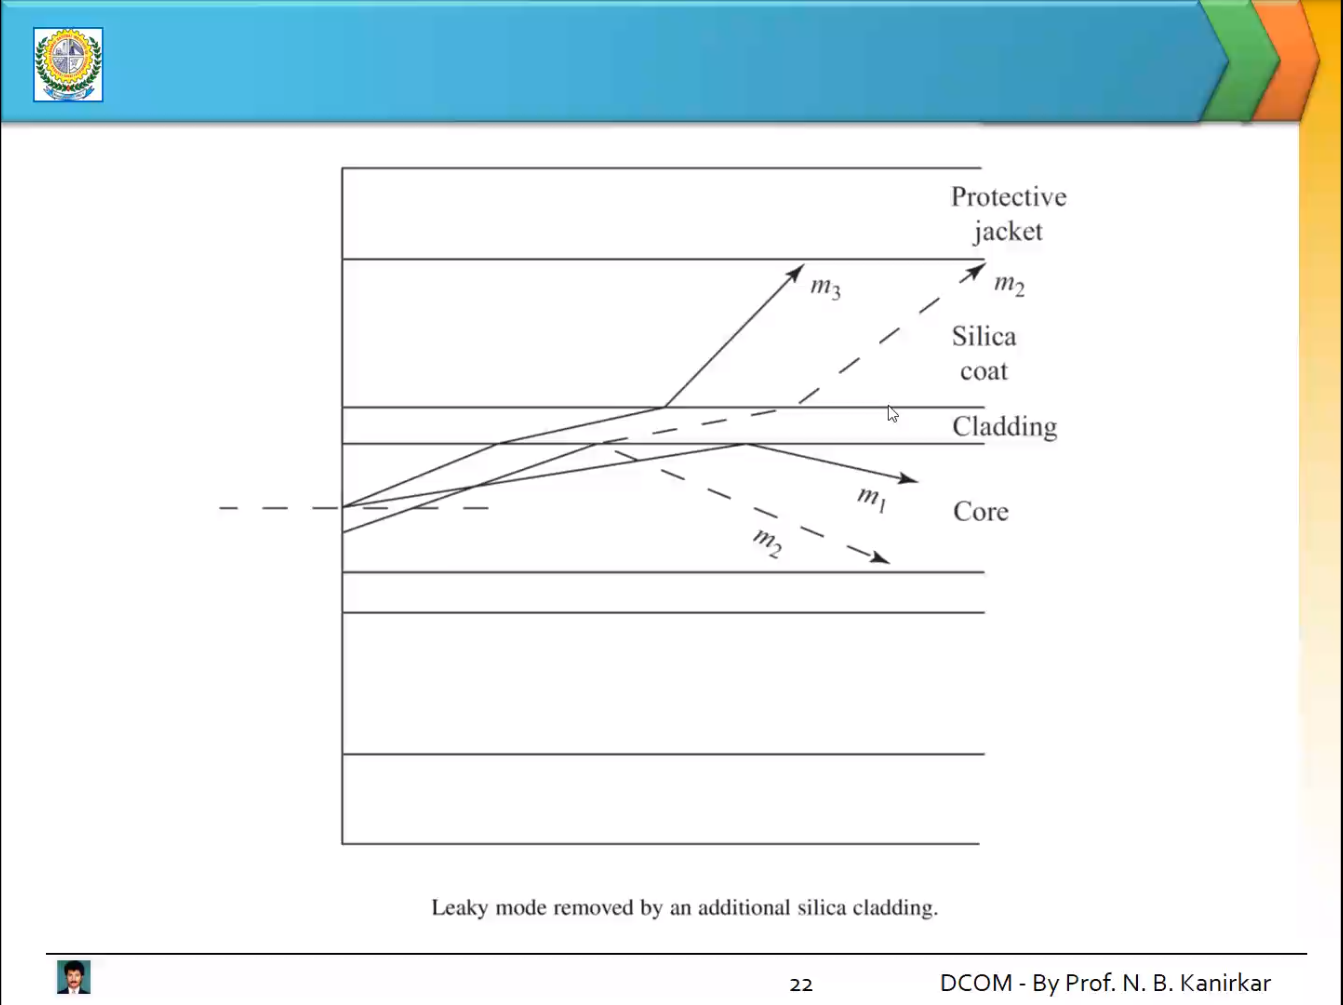 Protective
jacket
m3
m2
Silica
coat
Cladding
m1
Core
m2
Leaky mode removed by an additional silica cladding.
22
DCOM - By Prof. N. B. Kanirkar